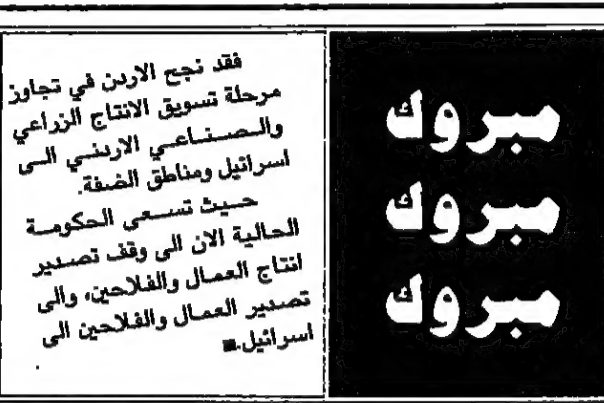 مبروك
مبروك
مبروك
فقد نجح الاردن في تجاوز
مرحلة تسويق الانتاج الزراعي
والصناعي الاردني الى
اسرائيل ومناطق الضفة.
حيث تسعى الحكومة
الحالية الان الى وقف تصدير
انتاج العمال والفلاحين، والى
تصدير العمال والفلاحين الى
اسرائيل.■